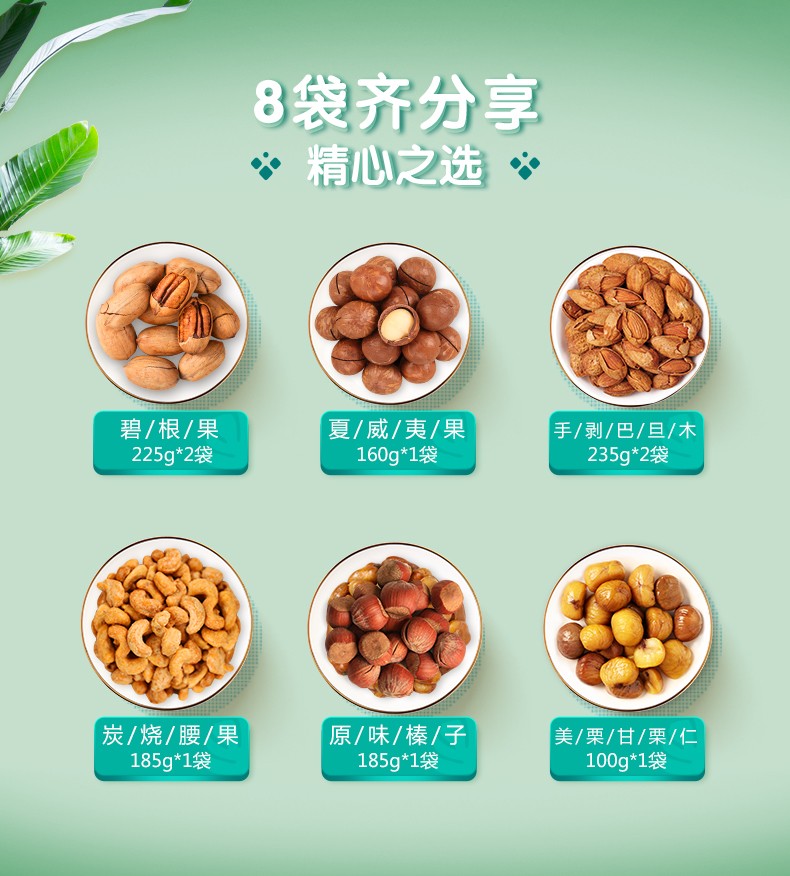 8袋齐分享
精心之选
碧/根/果
225g*2袋
夏/威/夷/果
160g*1袋
手/剥/巴/旦/木
235g*2袋
炭/烧/腰/果
185g*1袋
原/味/榛/子
185g*1袋
美/栗/甘/栗/仁
100g*1袋